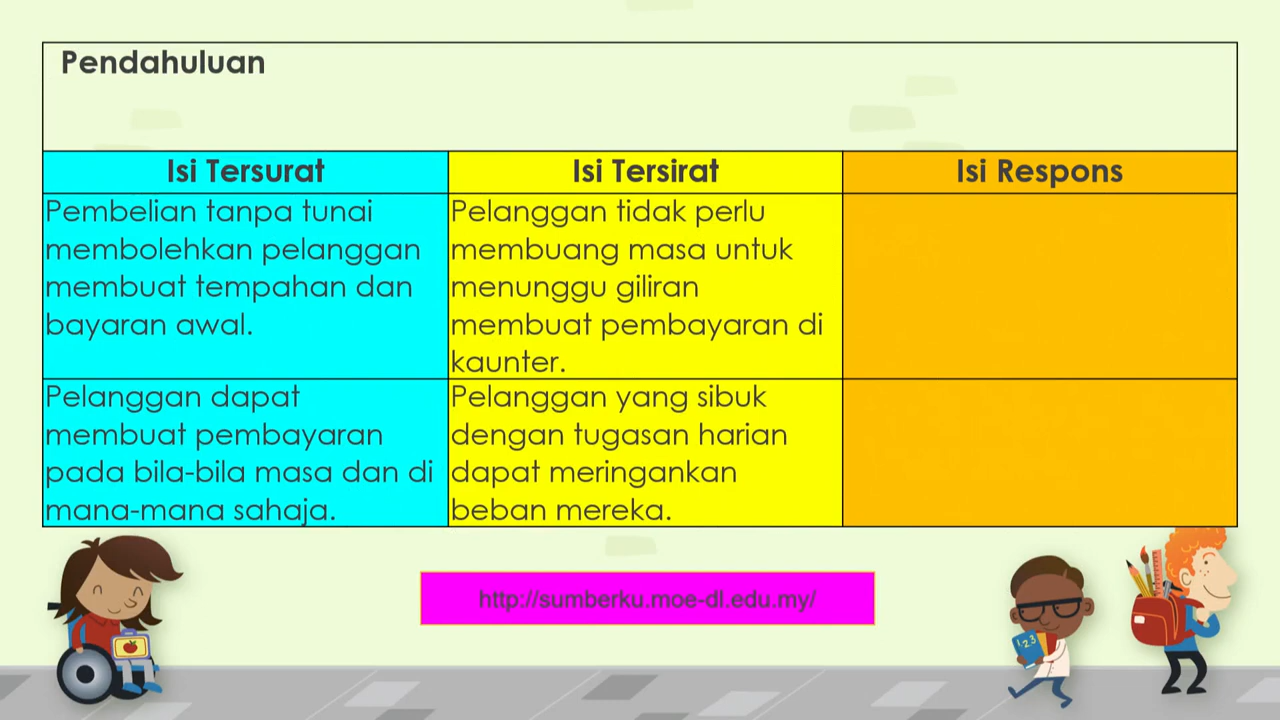 Pendahuluan
Isi Tersurat
Isi Tersirat
Isi Respons
Pembelian tanpa tunai
membolehkan pelanggan
membuat tempahan dan
bayaran awal.
Pelanggan tidak perlu
membuang masa untuk
menunggu giliran
membuat pembayaran di
kaunter.
Pelanggan dapat
membuat pembayaran
pada bila-bila masa dan di
mana-mana sahaja.
Pelanggan yang sibuk
dengan tugasan harian
dapat meringankan
beban mereka.
http://sumberku.moe-dl.edu.my/
123